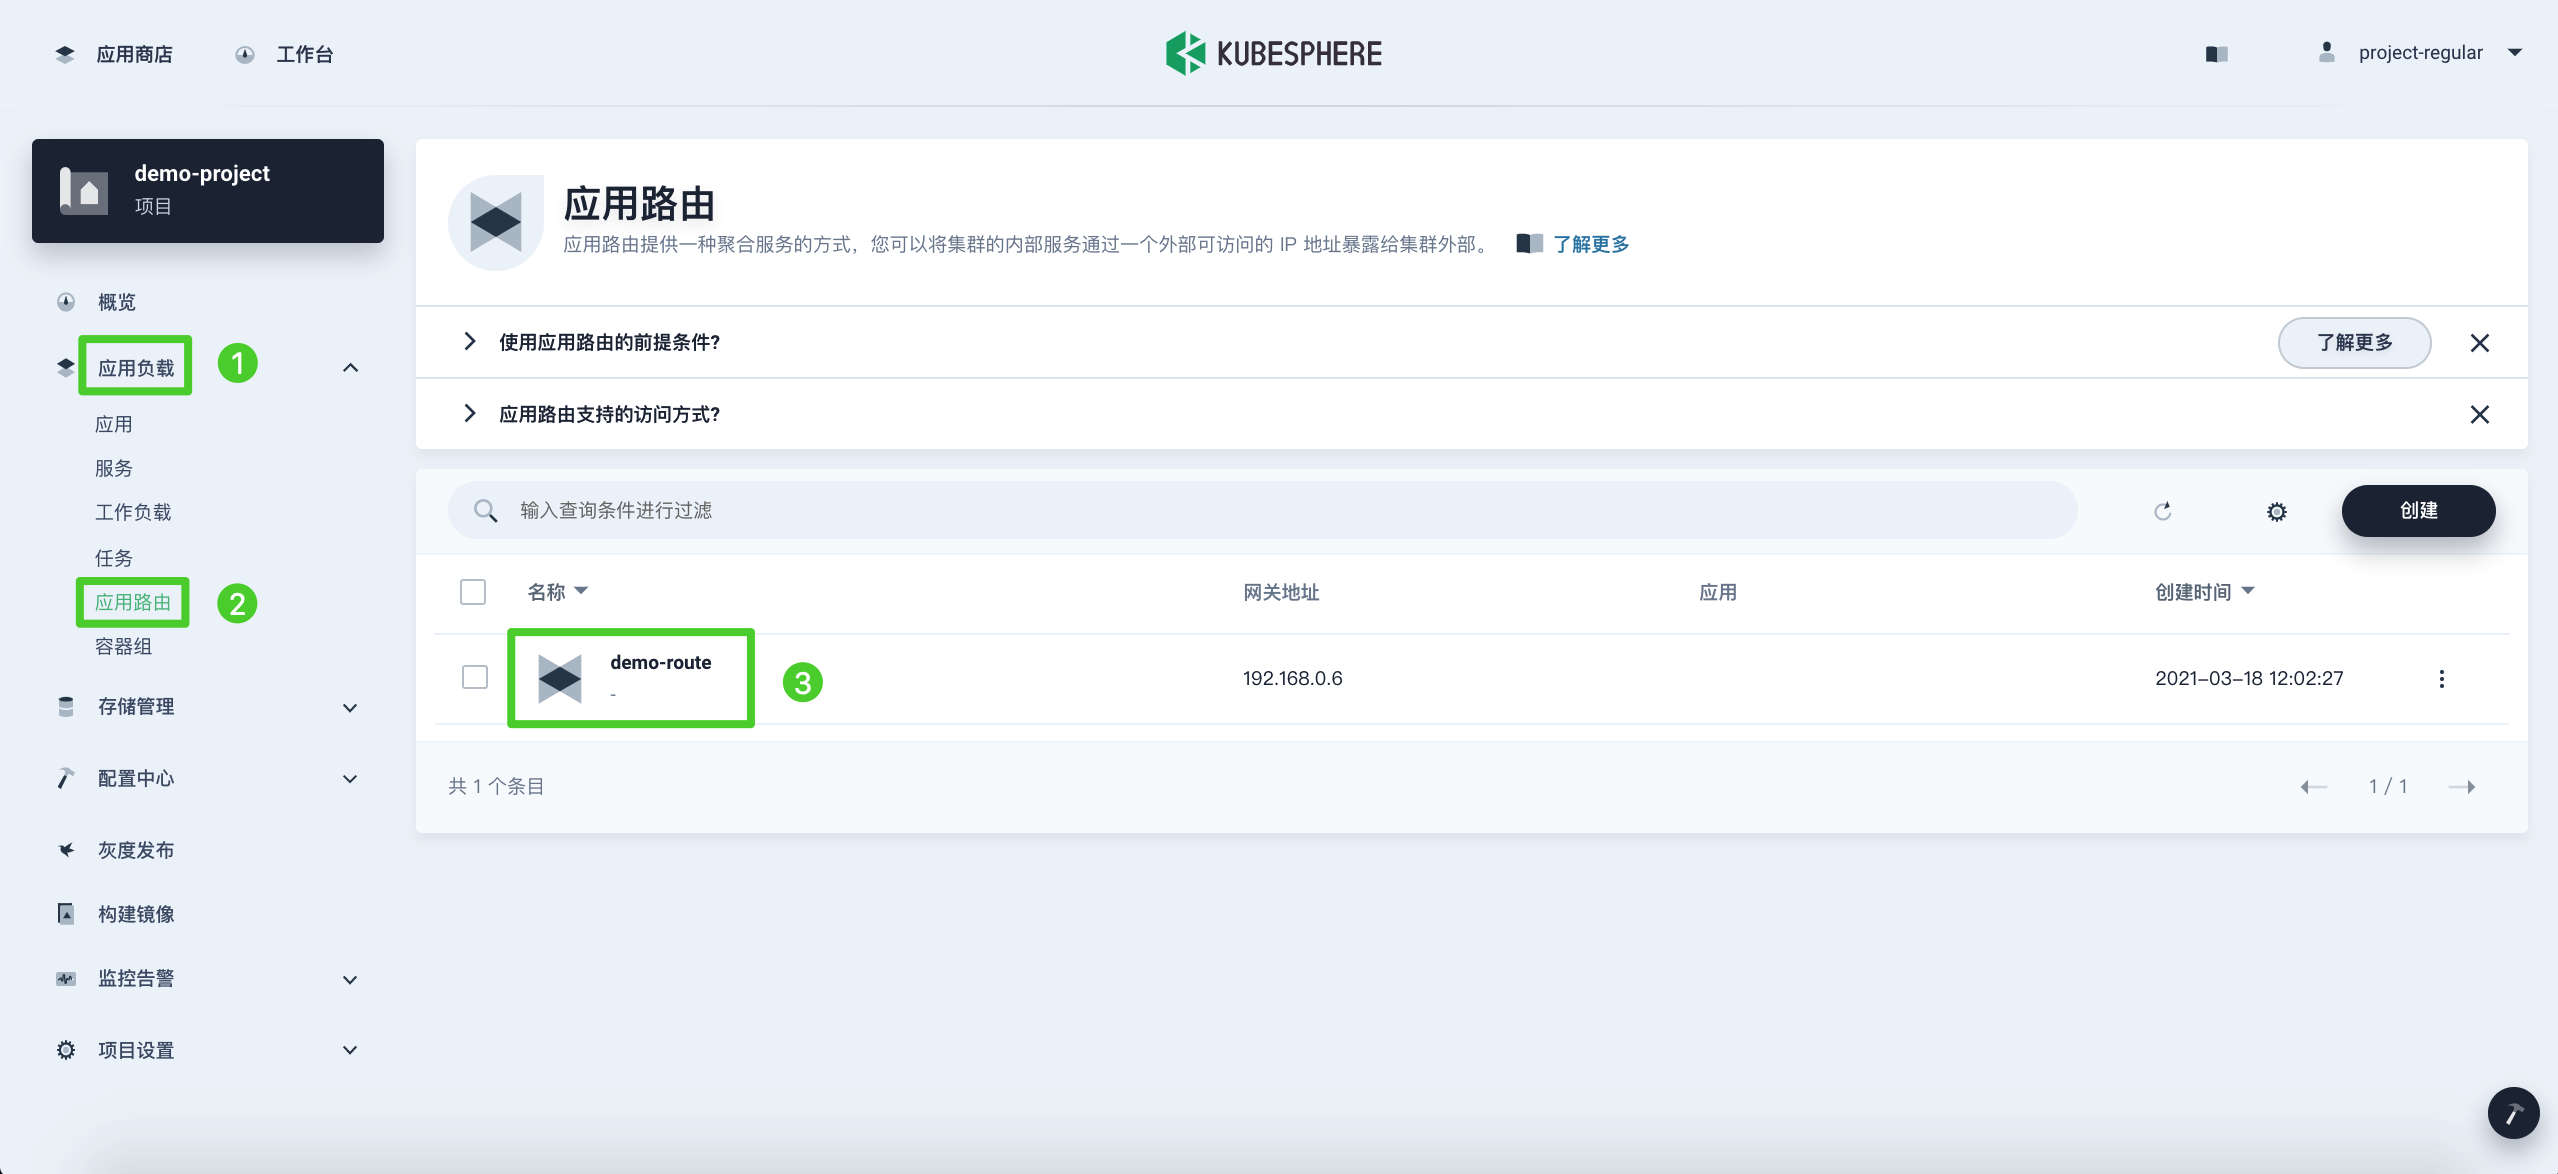 应用商店
工作台
KUBESPHERE
project-regular
demo-project
项目
概览
应用负载
1
应用
服务
工作负载
任务
应用路由
2
容器组
存储管理
配置中心
灰度发布
构建镜像
监控告警
项目设置
应用路由
应用路由提供一种聚合服务的方式，您可以将集群的内部服务通过一个外部可访问的 IP 地址暴露给集群外部。 了解更多
使用应用路由的前提条件？
了解更多
应用路由支持的访问方式？
输入查询条件进行过滤
创建
名称 网关地址 应用 创建时间
demo-route
-
3
192.168.0.6
2021-03-18 12:02:27
共 1 个条目
1 / 1